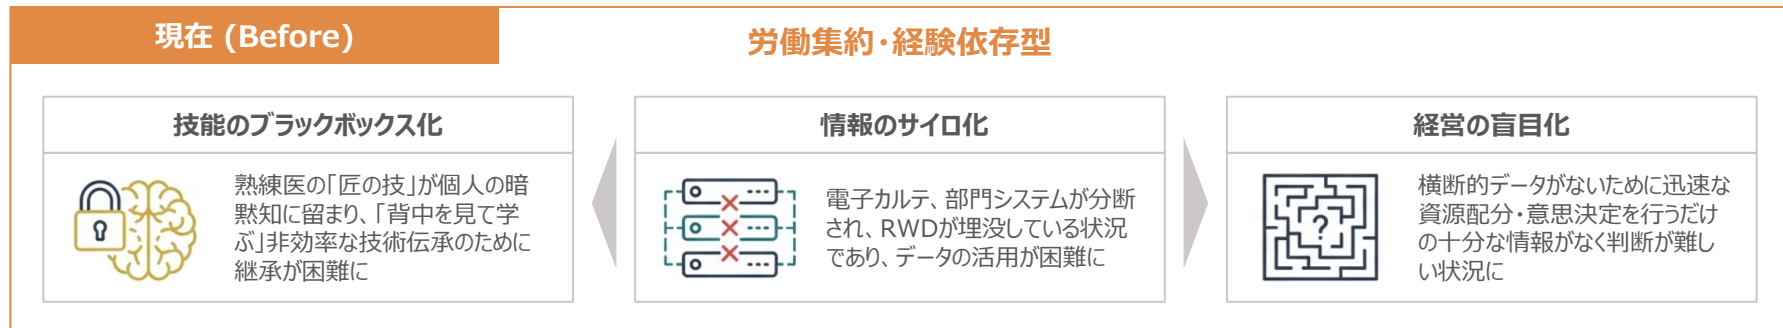 現在 (Before)
労働集約・経験依存型
技能のブラックボックス化
熟練医の「匠の技」が個人の暗
黙知に留まり、「背中を見て学
ぶ」非効率な技術伝承のために
継承が困難に
情報のサイロ化
電子カルテ、部門システムが分断
され、RWDが埋没している状況
であり、データの活用が困難に
経営の盲目化
?
横断的データがないために迅速な
資源配分・意思決定を行うだけ
の十分な情報がなく判断が難し
い状況に